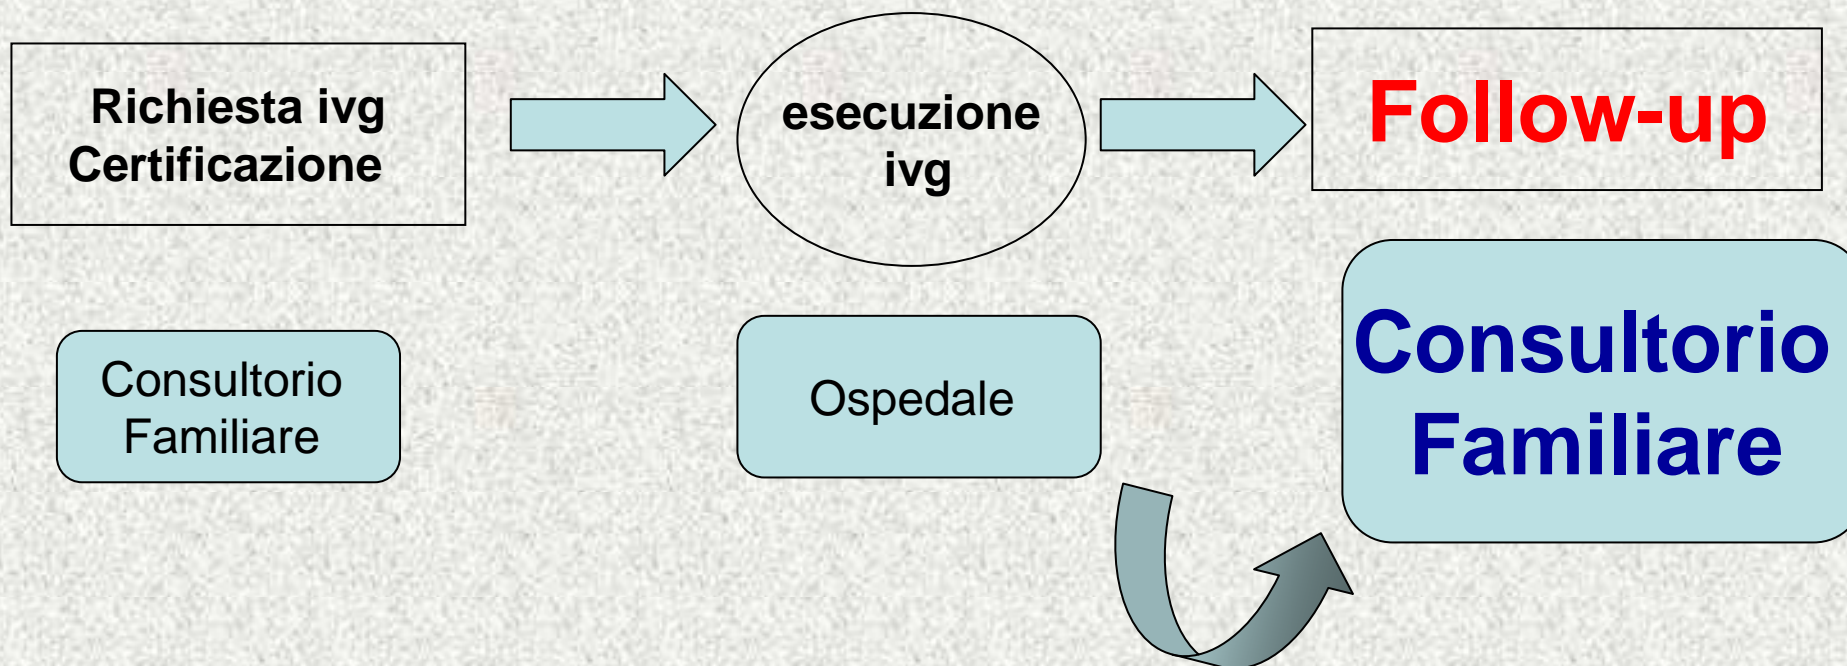 Richiesta ivg
Certificazione
esecuzione
ivg
Follow-up
Consultorio
Familiare
Ospedale
Consultorio
Familiare